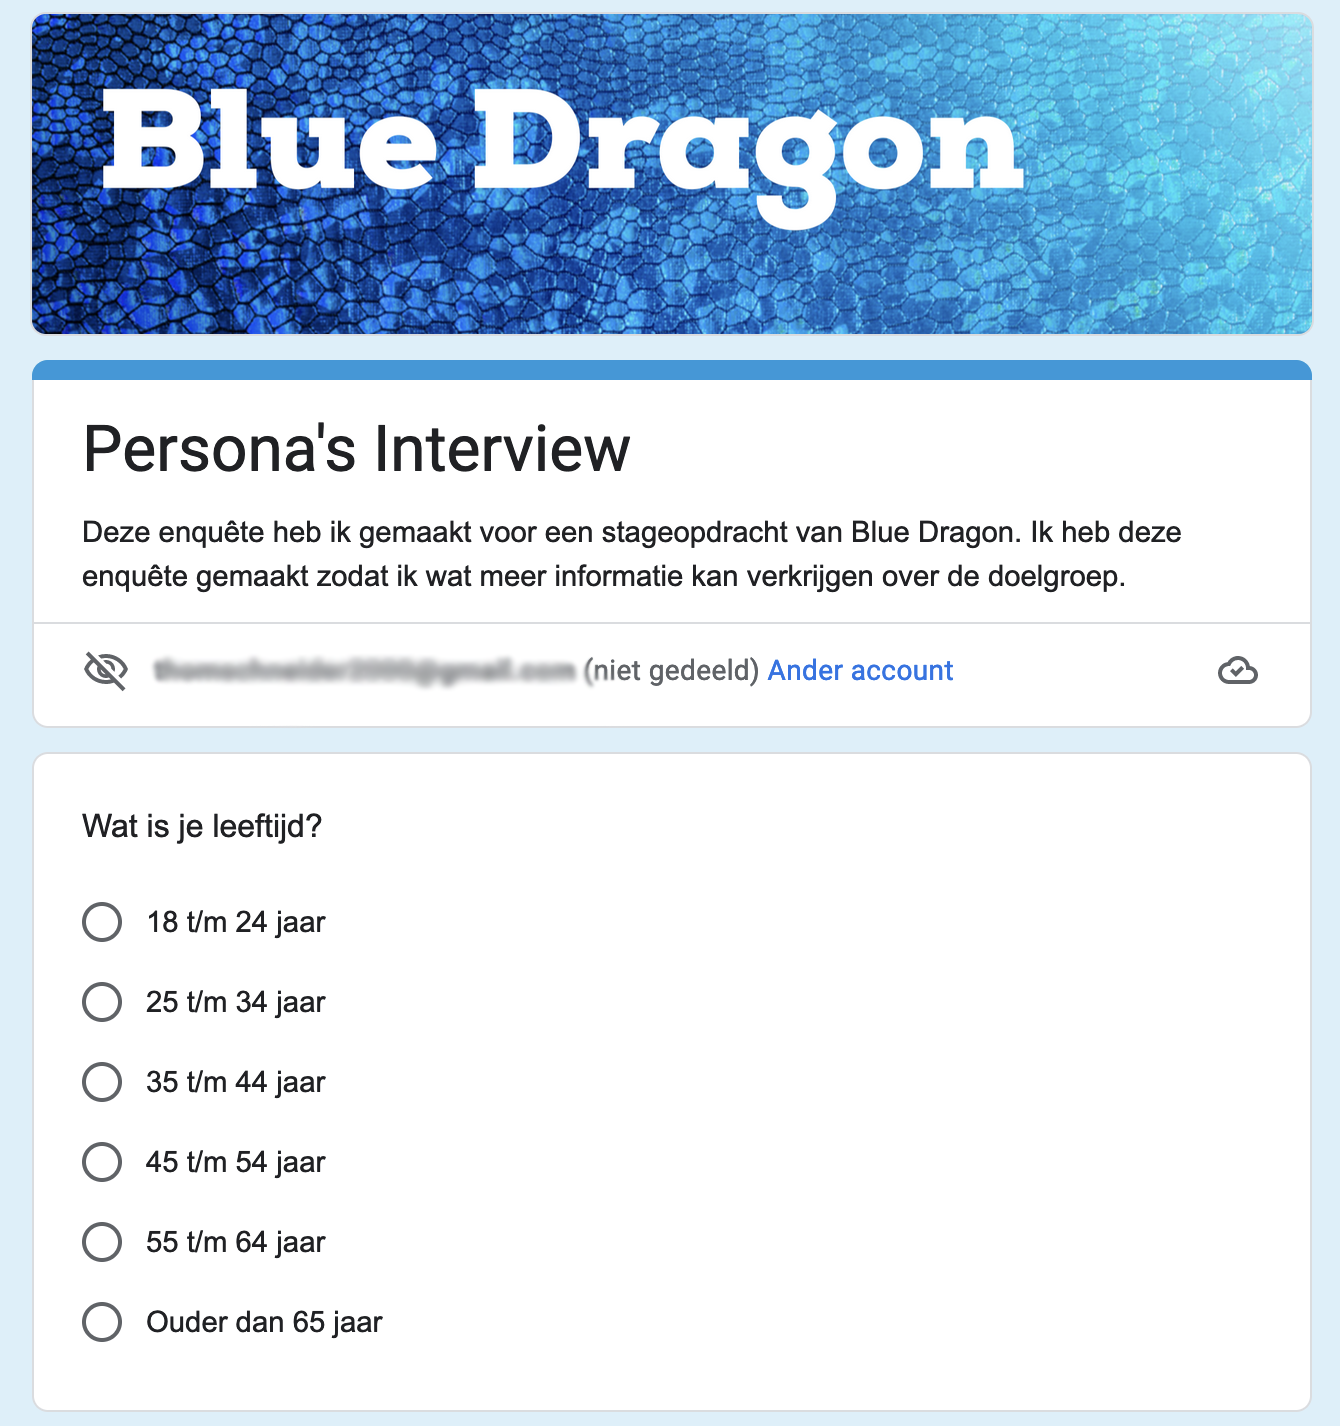 Blue Dragon
Persona's Interview
Deze enquête heb ik gemaakt voor een stageopdracht van Blue Dragon. Ik heb deze
enquête gemaakt zodat ik wat meer informatie kan verkrijgen over de doelgroep.
(niet gedeeld) Ander account
Wat is je leeftijd?
18 t/m 24 jaar
25 t/m 34 jaar
35 t/m 44 jaar
45 t/m 54 jaar
55 t/m 64 jaar
Ouder dan 65 jaar